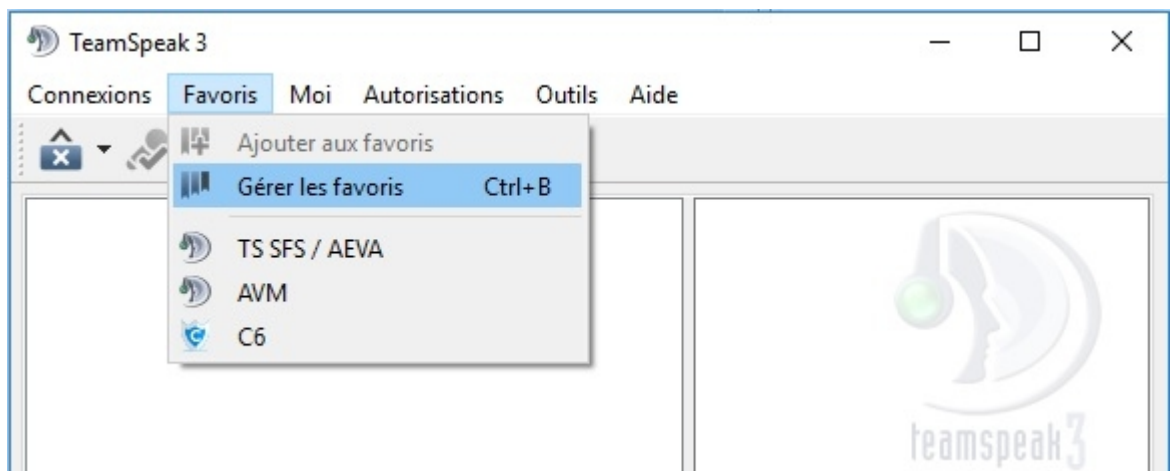 TeamSpeak 3
Connexions Favoris Moi Autorisations Outils Aide
Ajouter aux favoris
Gérer les favoris Ctrl+B
TS SFS / AEVA
AVM
C6
teamspeak 3